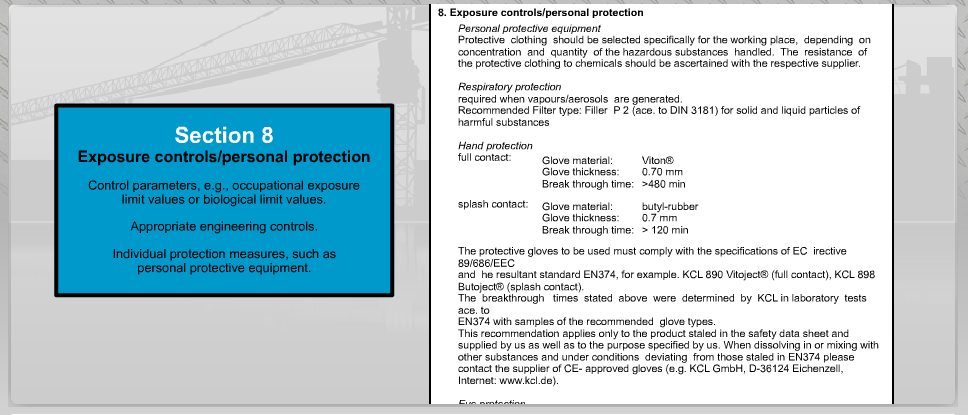 Section 8
Exposure controls/personal protection
Control parameters, e.g., occupational exposure
limit values or biological limit values.
Appropriate engineering controls.
Individual protection measures, such as
personal protective equipment.
8. Exposure controls/personal protection
Personal protective equipment
Protective clothing should be selected specifically for the working place, depending on
concentration and quantity of the hazardous substances handled. The resistance of
the protective clothing to chemicals should be ascertained with the respective supplier.
Respiratory protection
required when vapours/aerosols are generated.
Recommended Filter type: Filler P 2 (ace. to DIN 3181) for solid and liquid particles of
harmful substances
Hand protection
full contact: Glove material: Viton®
Glove thickness: 0.70 mm
Break through time: >480 min
splash contact: Glove material: butyl-rubber
Glove thickness: 0.7 mm
Break through time: > 120 min
The protective gloves to be used must comply with the specifications of EC irective
89/686/EEC
and he resultant standard EN374, for example. KCL 890 Vitoject® (full contact), KCL 898
Butoject® (splash contact).
The breakthrough times stated above were determined by KCL in laboratory tests
ace. to
EN374 with samples of the recommended glove types.
This recommendation applies only to the product staled in the safety data sheet and
supplied by us as well as to the purpose specified by us. When dissolving in or mixing with
other substances and under conditions deviating from those staled in EN374 please
contact the supplier of CE- approved gloves (e.g. KCL GmbH, D-36124 Eichenzell,
Internet: www.kcl.de).
Eye protection